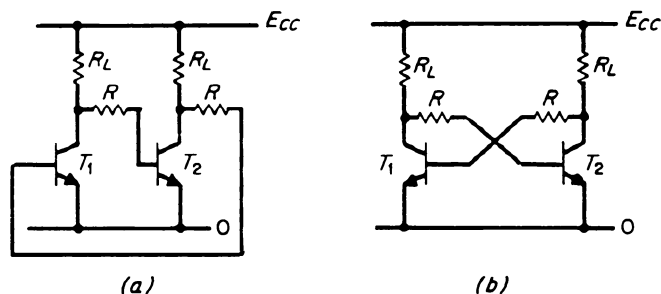 E_CC E_CC
R_L R_L R_L R_L
R R R R
T_1 T_2 T_1 T_2
0 0
(a) (b)